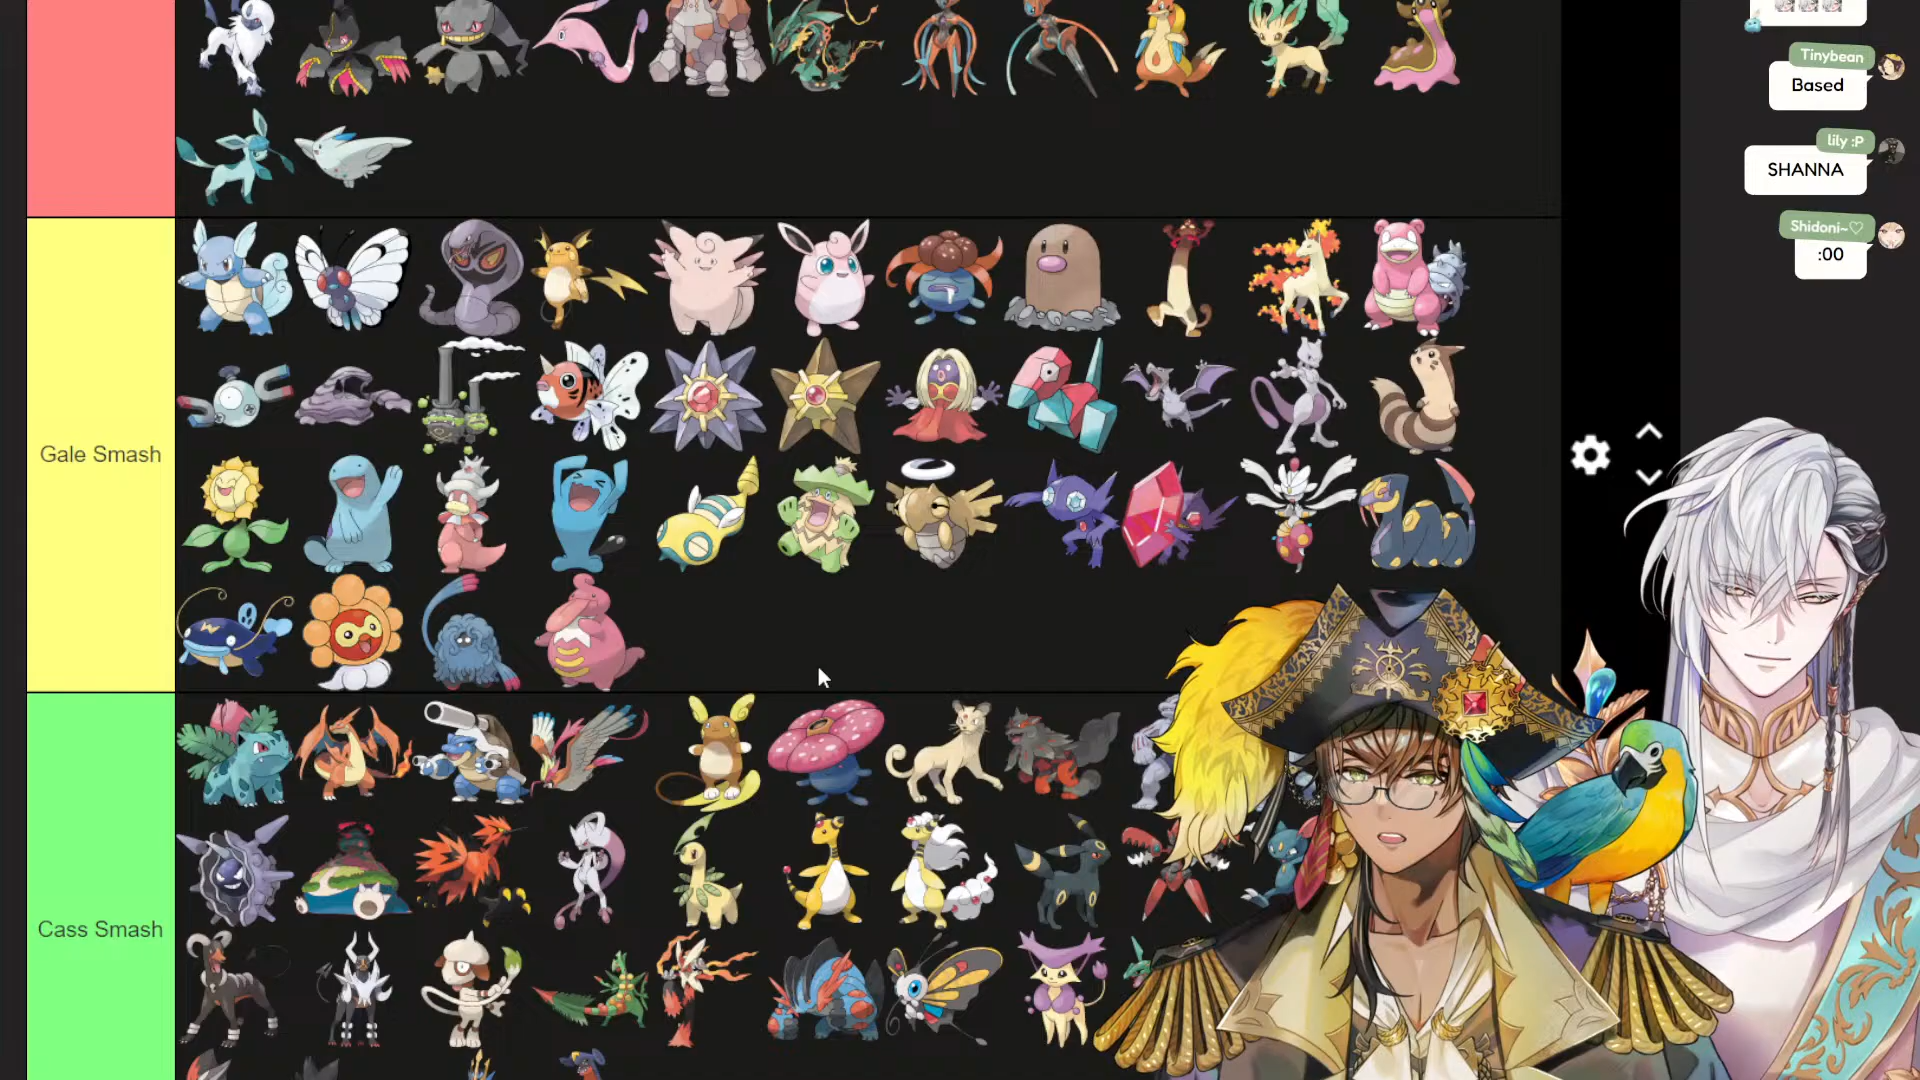 Tinybean
Based
lily :P
SHANNA
Shidoni~♡
:00
Gale Smash
Cass Smash